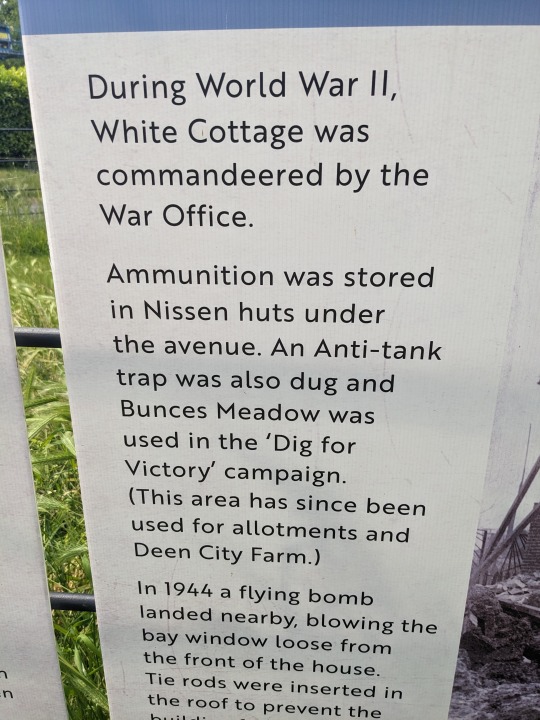 During World War II,
White Cottage was
commandeered by the
War Office.
Ammunition was stored
in Nissen huts under
the avenue. An Anti-tank
trap was also dug and
Bunces Meadow was
used in the ‘Dig for
Victory’ campaign.
(This area has since been
used for allotments and
Deen City Farm.)
In 1944 a flying bomb
landed nearby, blowing the
bay window loose from
the front of the house.
Tie rods were inserted in
the roof to prevent the